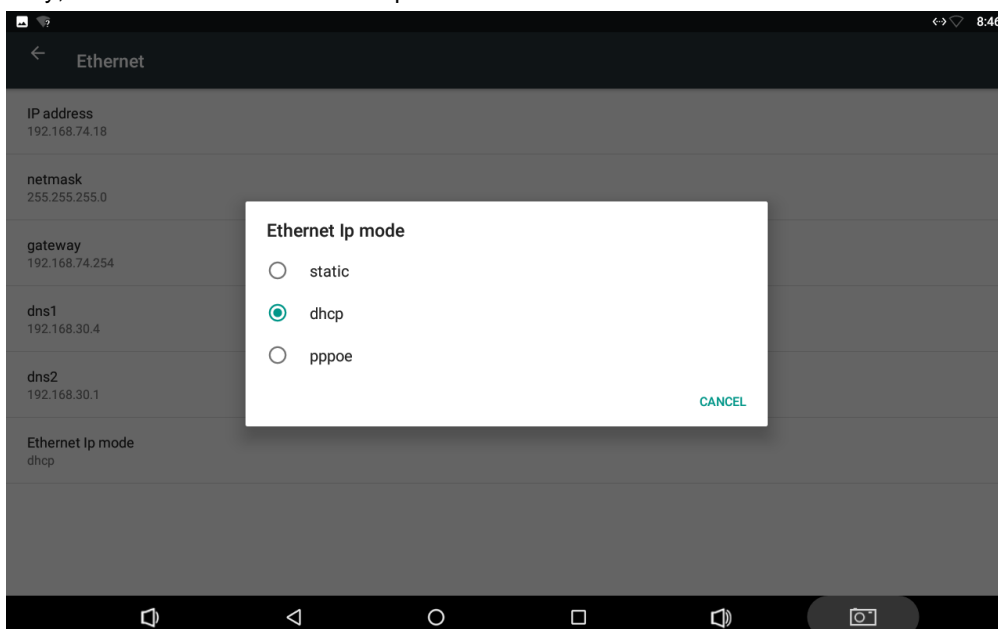 8:46
Ethernet
IP address
192.168.74.18
netmask
255.255.255.0
gateway
192.168.74.254
dns1
192.168.30.4
dns2
192.168.30.1
Ethernet Ip mode
dhcp
Ethernet Ip mode
static
dhcp
pppoe
CANCEL